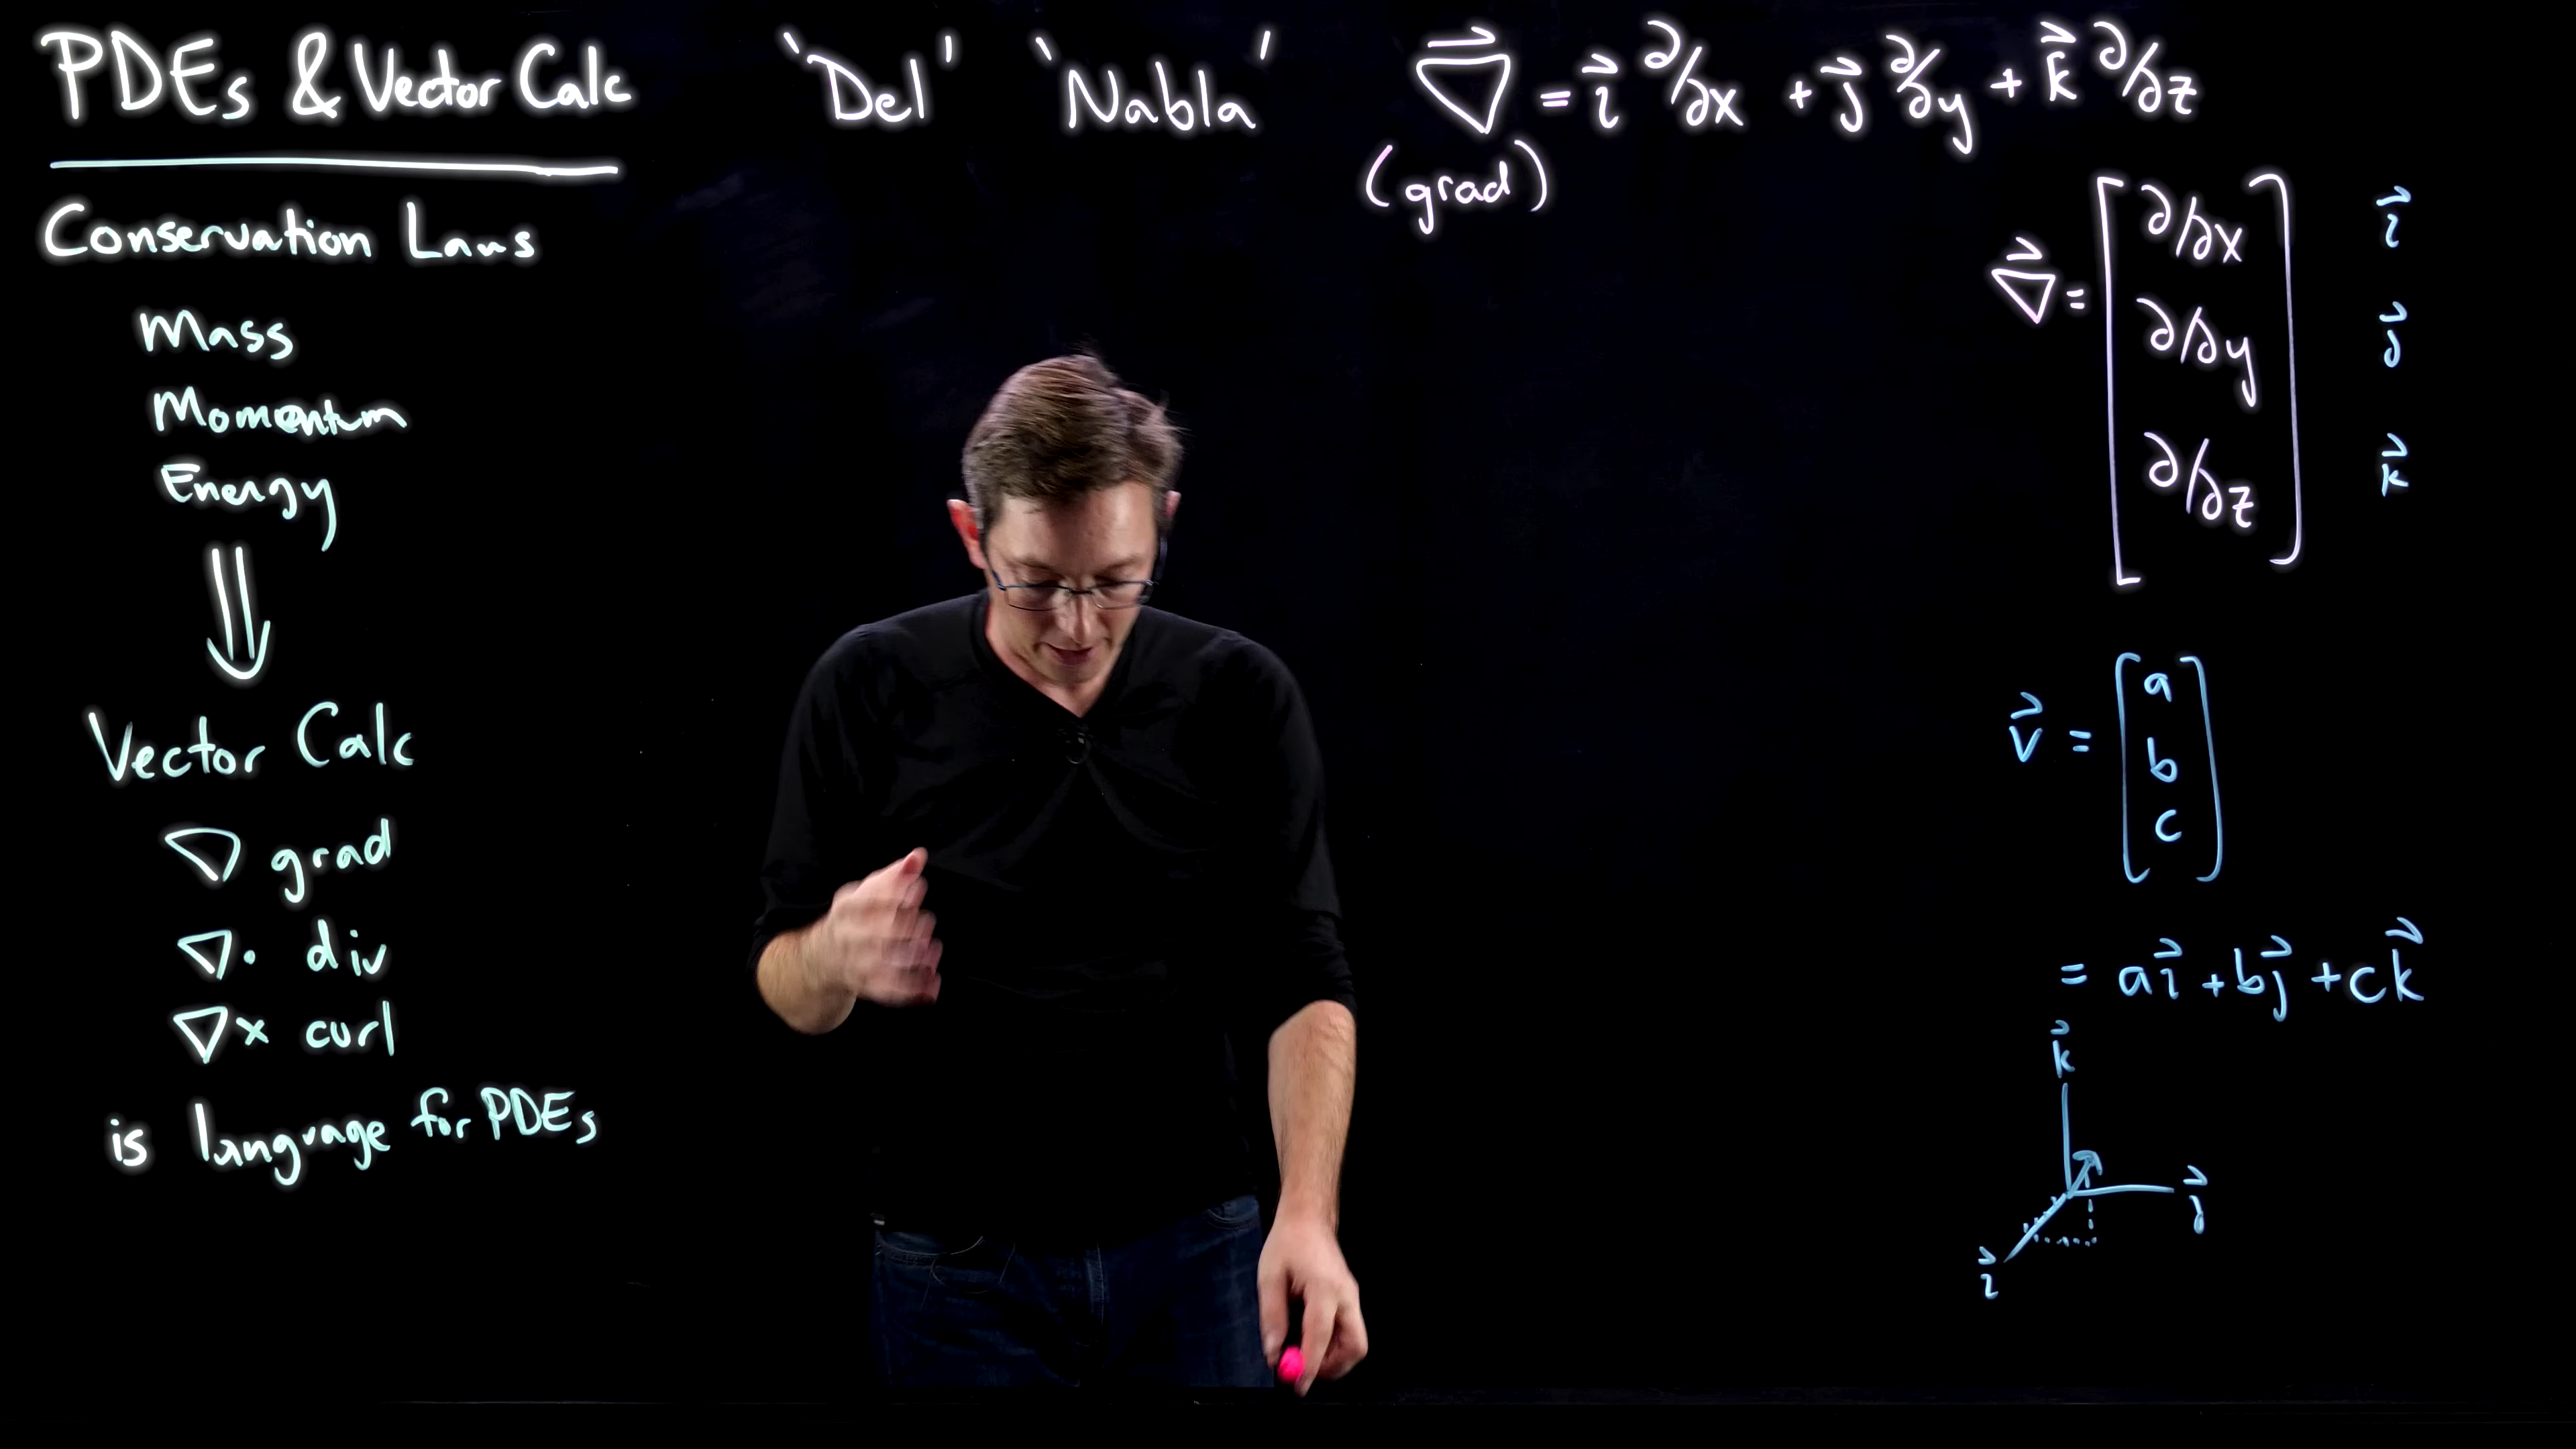 PDEs & Vector Calc
Conservation Laws
Mass
Momentum
Energy
⇓
Vector Calc
∇ grad
∇· div
∇× curl
is language for PDEs
'Del' 'Nabla' ∇⃗ = i⃗ ∂/∂x + j⃗ ∂/∂y + k⃗ ∂/∂z
(grad)
∇⃗ = [∂/∂x
∂/∂y
∂/∂z]
i⃗
j⃗
k⃗
v⃗ = [a
b
c]
= ai⃗ + bj⃗ + ck⃗
k⃗
j⃗
i⃗